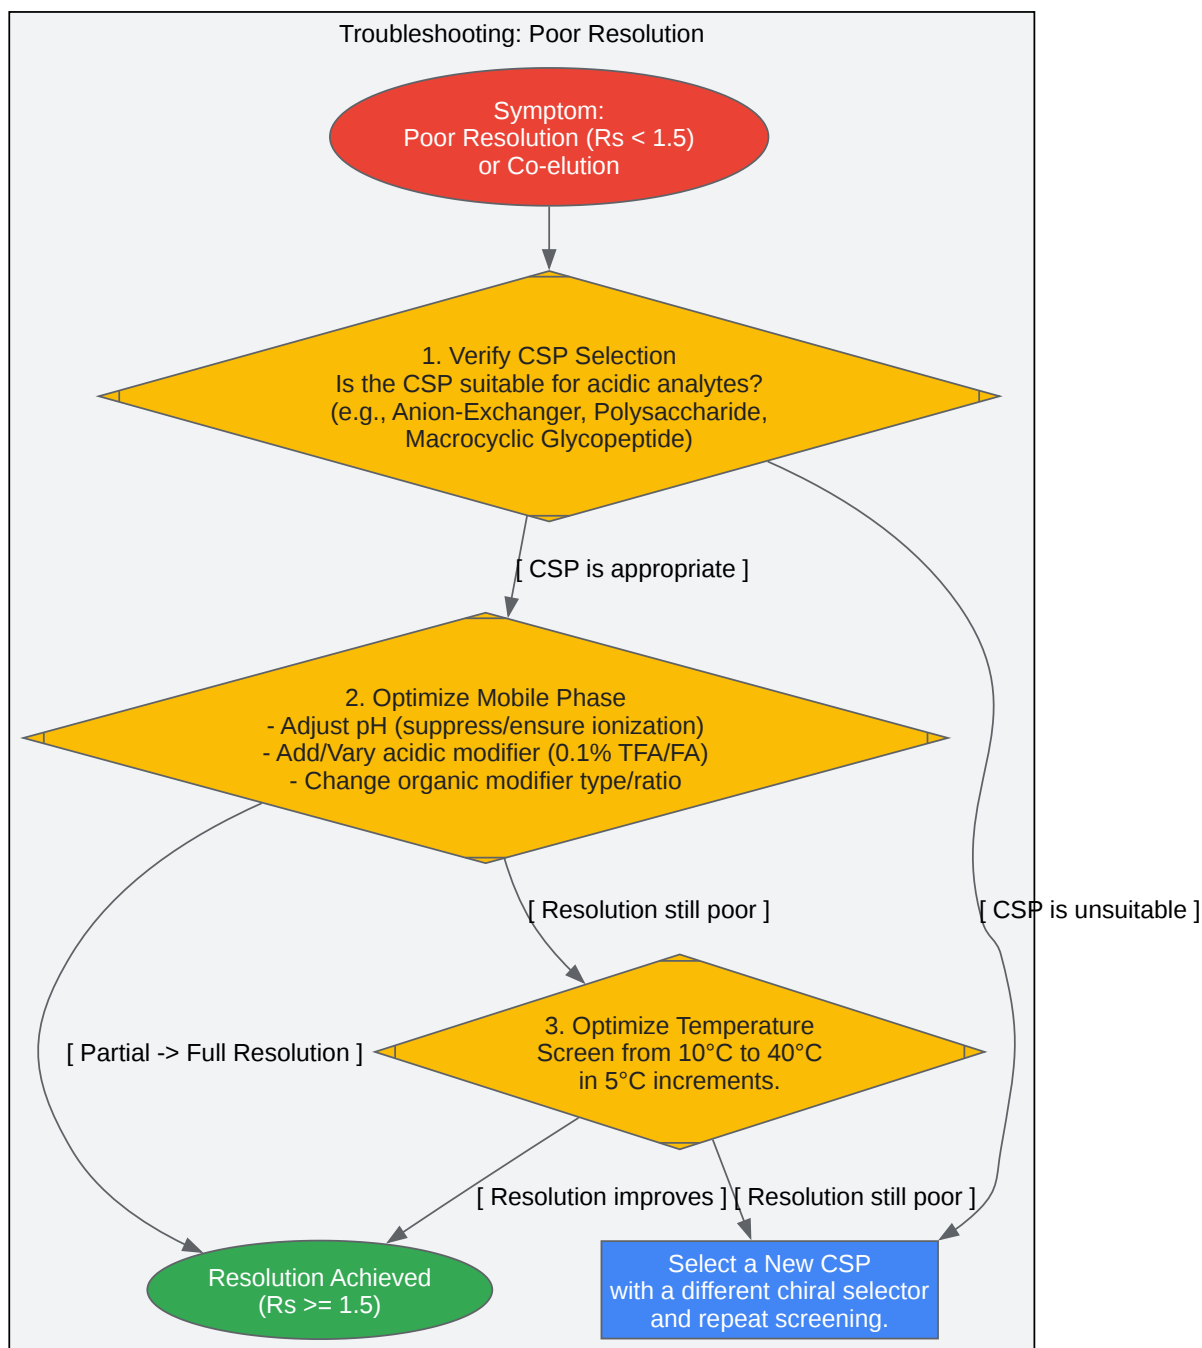 Troubleshooting: Poor Resolution
Symptom:
Poor Resolution (Rs < 1.5)
or Co-elution
1. Verify CSP Selection
Is the CSP suitable for acidic analytes?
(e.g., Anion-Exchanger, Polysaccharide,
Macrocyclic Glycopeptide)
[ CSP is appropriate ]
2. Optimize Mobile Phase
- Adjust pH (suppress/ensure ionization)
- Add/Vary acidic modifier (0.1% TFA/FA)
- Change organic modifier type/ratio
[ Resolution still poor ]
[ CSP is unsuitable ]
3. Optimize Temperature
Screen from 10°C to 40°C
in 5°C increments.
[ Partial -> Full Resolution ]
[ Resolution improves ]
[ Resolution still poor ]
Resolution Achieved
(Rs >= 1.5)
Select a New CSP
with a different chiral selector
and repeat screening.